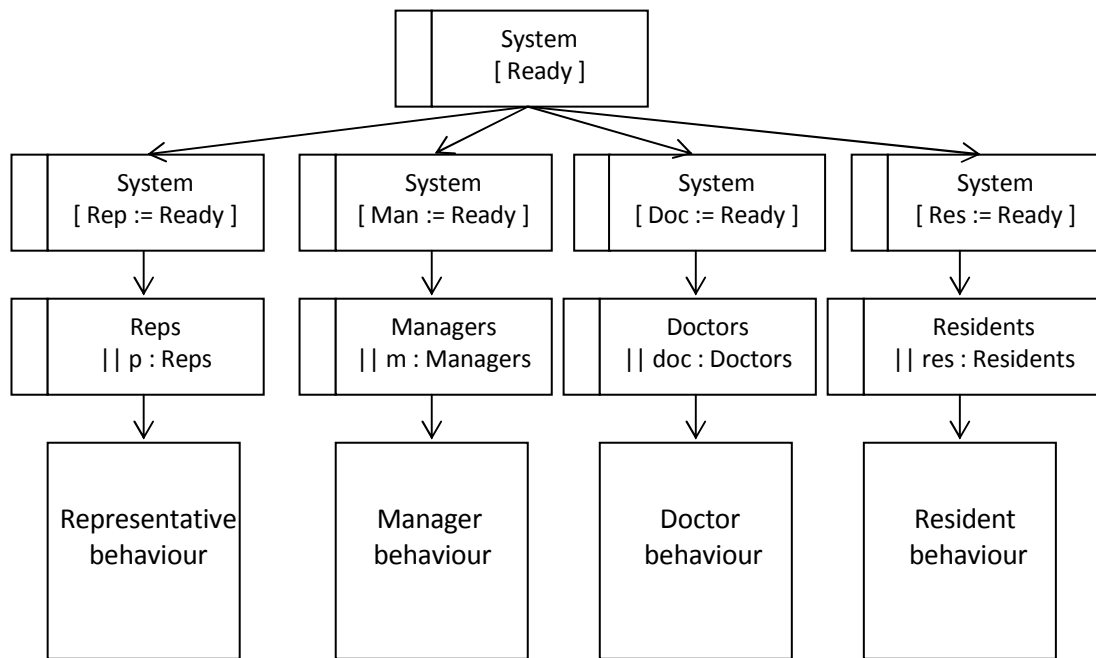 System
[ Ready ]
System
[ Rep := Ready ]
System
[ Man := Ready ]
System
[ Doc := Ready ]
System
[ Res := Ready ]
Reps
|| p : Reps
Managers
|| m : Managers
Doctors
|| doc : Doctors
Residents
|| res : Residents
Representative
behaviour
Manager
behaviour
Doctor
behaviour
Resident
behaviour